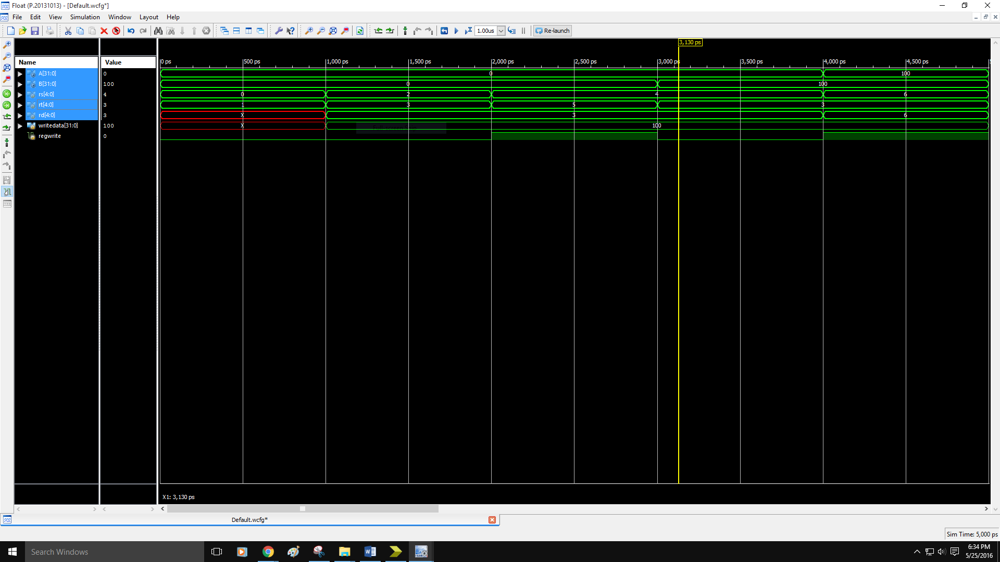 Float (P.20131013) - [Default.wcfg*]
File Edit View Simulation Window Layout Help
1.00us Re-launch
3,130 ps
Name Value
0 ps 500 ps 1,000 ps 1,500 ps 2,000 ps 2,500 ps 3,000 ps 3,500 ps 4,000 ps 4,500 ps
A[31:0] 0 0 100
B[31:0] 100 0 100
rs[4:0] 4 0 2 4 6
rt[4:0] 3 1 3 5 3
rd[4:0] 3 X 3 6
writedata[31:0] 100 X 100
regwrite 0
X1: 3,130 ps
Default.wcfg*
Sim Time: 5,000 ps
Search Windows
6:34 PM
5/25/2016